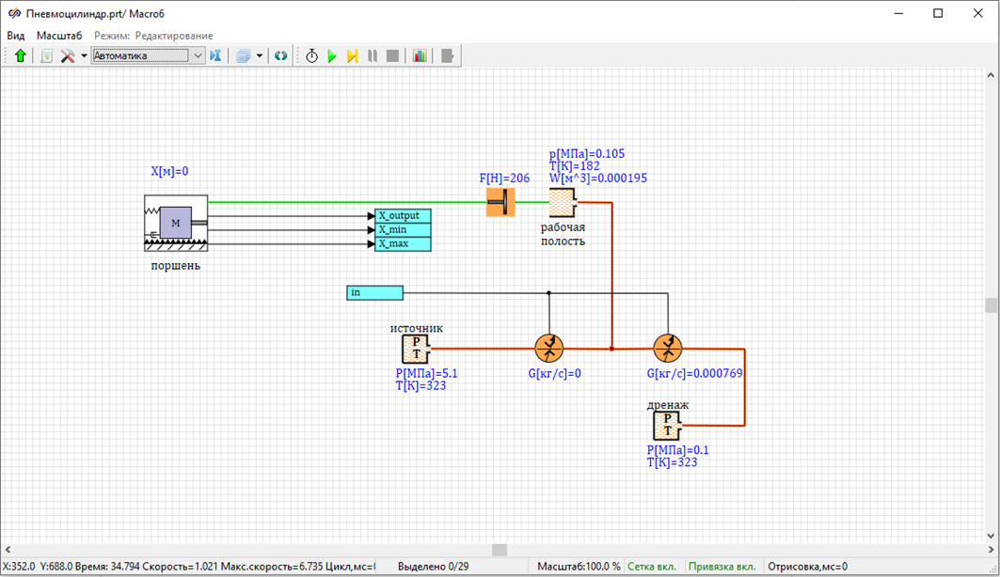 Пневмоцилиндр.prt/ Macro6
Вид Масштаб Режим: Редактирование
Автоматика
p[МПа]=0.105
T[K]=182
W[м^3]=0.000195
X[м]=0
F[Н]=206
X_output
M
X_min
X_max
рабочая
полость
поршень
in
источник
P
T
P[МПа]=5.1
T[K]=323
G[кг/с]=0
G[кг/с]=0.000769
дренаж
P
T
P[МПа]=0.1
T[K]=323
X:352.0 Y:688.0 Время: 34.794 Скорость=1.021 Макс.скорость=6.735 Цикл,мс=( Выделено 0/29 Масштаб:100.0 % Сетка вкл. Привязка вкл. Отрисовка,мс=0